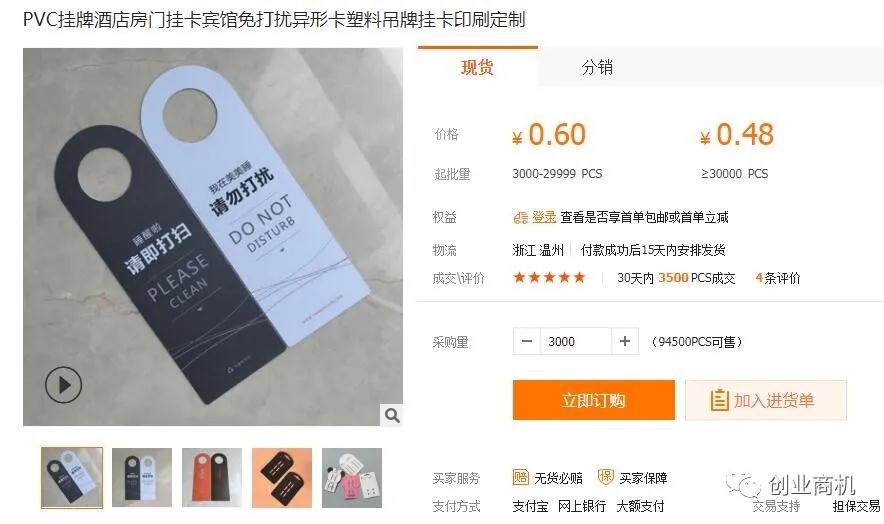 PVC挂牌酒店房门挂卡宾馆免打扰异形卡塑料吊牌挂卡印刷定制
现货
分销
价格
¥ 0.60
¥ 0.48
起批量
3000-29999 PCS
≥30000 PCS
权益
登录 查看是否享首单包邮或首单立减
物流
浙江 温州
付款成功后15天内安排发货
成交\评价
30天内 3500 PCS成交
4条评价
采购量
− 3000 +
（94500PCS可售）
立即订购
加入进货单
买家服务
赔 无货必赔
保 买家保障
支付方式
支付宝 网上银行 大额支付
交易支持
担保交易
创业商机
睡醒啦
请即打扫
PLEASE
CLEAN
我在美美睡
请勿打扰
DO NOT
DISTURB